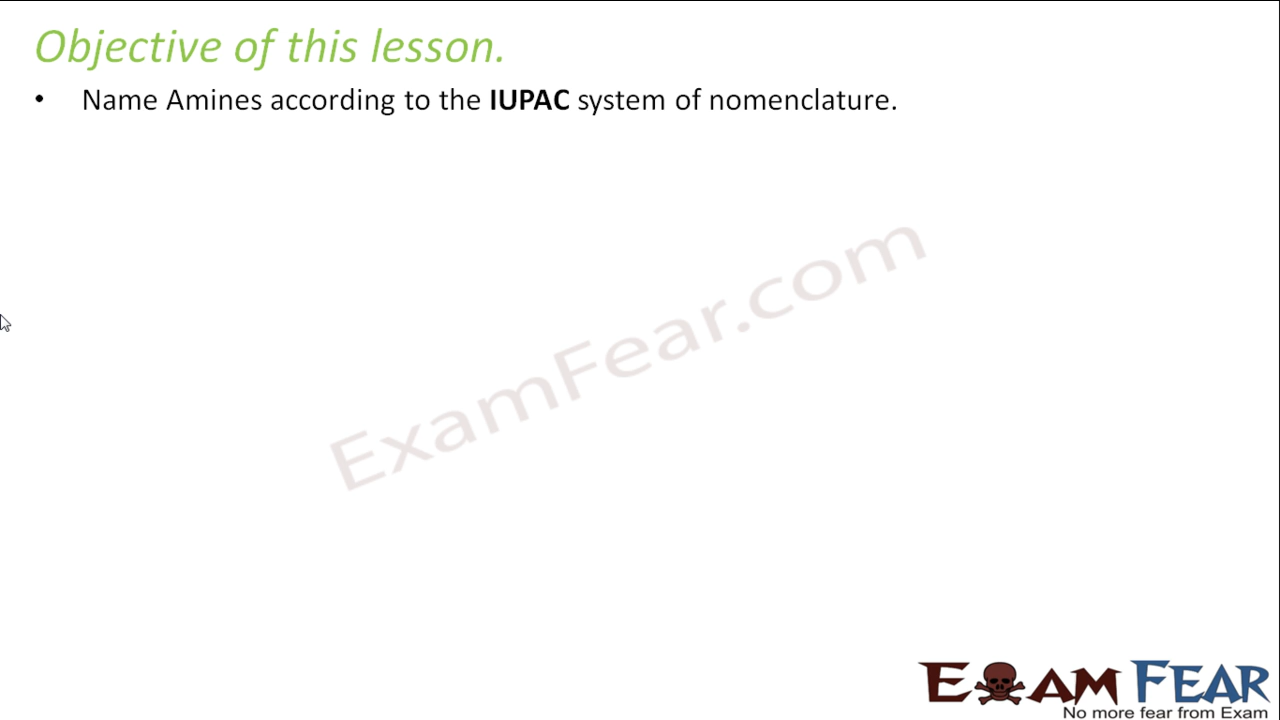 Objective of this lesson.
• Name Amines according to the IUPAC system of nomenclature.
ExamFear.com
EXAM FEAR
No more fear from Exam